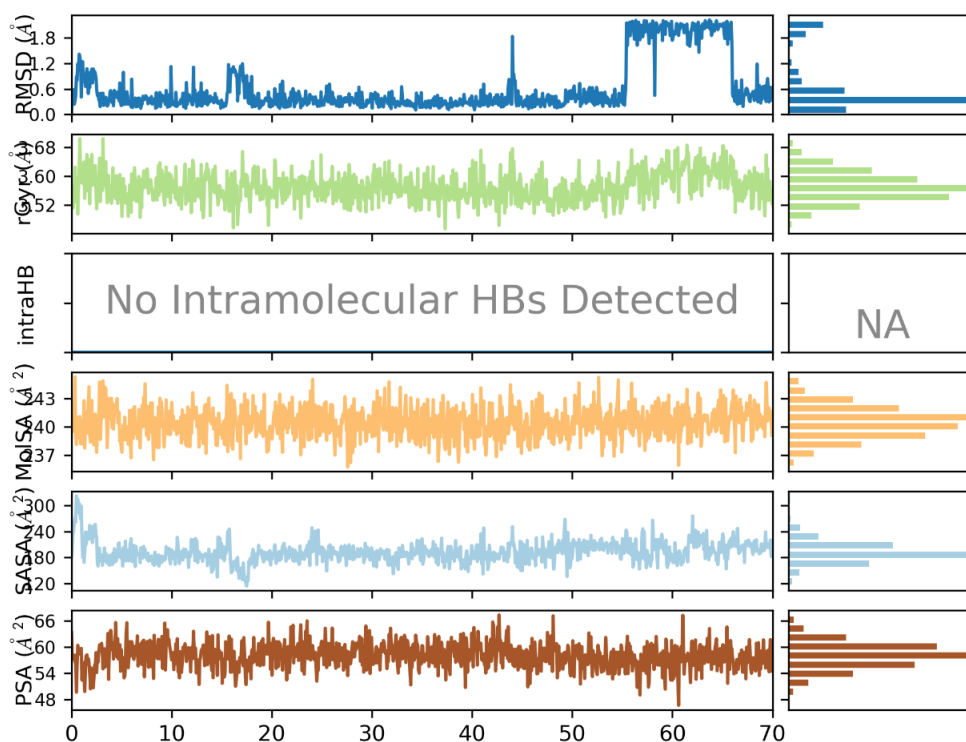 RMSD (Å)
1.8
1.2
0.6
0.0
rGyr (Å)
.68
.60
.52
intraHB
No Intramolecular HBs Detected
NA
MolSA (Å²)
243
240
237
SASA (Å²)
300
240
180
120
PSA (Å²)
66
60
54
48
0 10 20 30 40 50 60 70